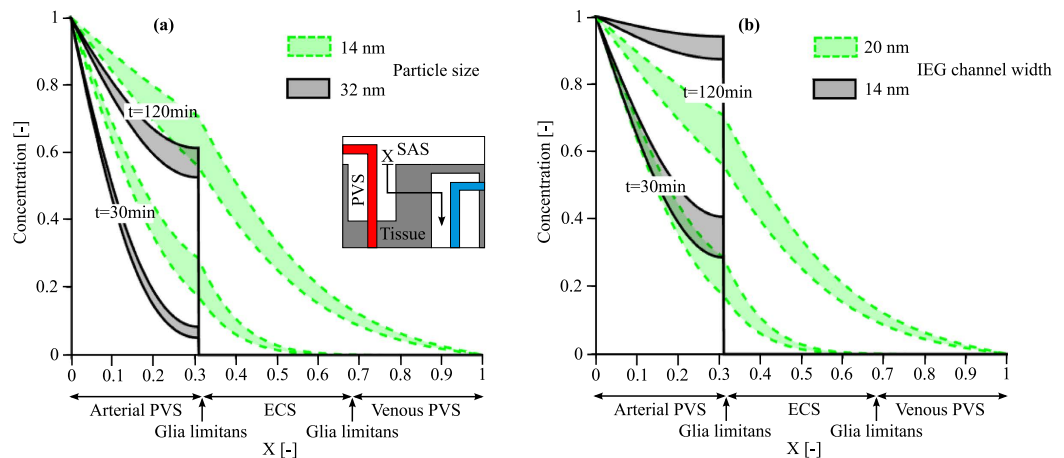 (a)
14 nm
Particle size
32 nm
t=120min
t=30min
X
SAS
PVS
Tissue
Concentration [-]
1
0.8
0.6
0.4
0.2
0
0 0.1 0.2 0.3 0.4 0.5 0.6 0.7 0.8 0.9 1
Arterial PVS ECS Venous PVS
Glia limitans Glia limitans
X [-]
(b)
20 nm
IEG channel width
14 nm
t=120min
t=30min
Concentration [-]
1
0.8
0.6
0.4
0.2
0
0 0.1 0.2 0.3 0.4 0.5 0.6 0.7 0.8 0.9 1
Arterial PVS ECS Venous PVS
Glia limitans Glia limitans
X [-]